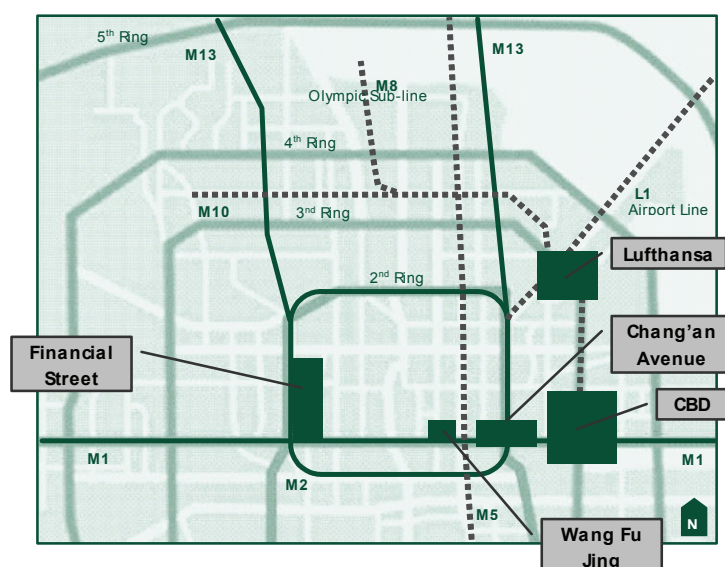 5th Ring
M13
M13
M8
Olympic Sub-line
4th Ring
L1
Airport Line
M10
3nd Ring
Lufthansa
2nd Ring
Financial
Street
Chang’an
Avenue
CBD
M1
M1
M2
M5
N
Wang Fu
Jing